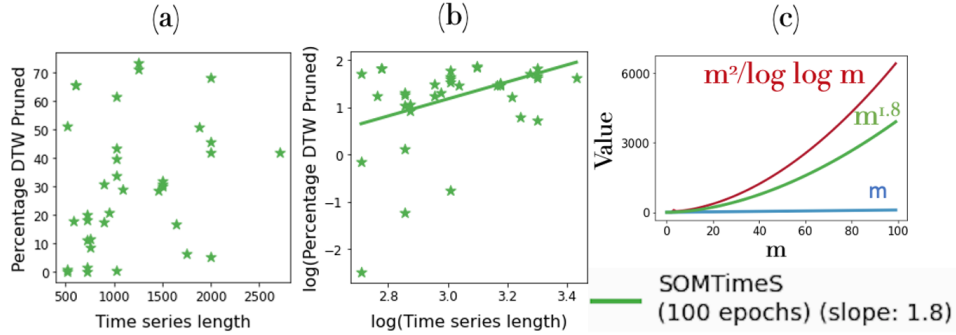 (a)
Percentage DTW Pruned
70
60
50
40
30
20
10
0
500
1000
1500
2000
2500
Time series length
(b)
log(Percentage DTW Pruned)
2
1
0
−1
−2
2.8
3.0
3.2
3.4
log(Time series length)
(c)
Value
6000
3000
0
0
20
40
60
80
100
m
m²/log log m
m¹·⁸
m
SOMTimeS
(100 epochs) (slope: 1.8)